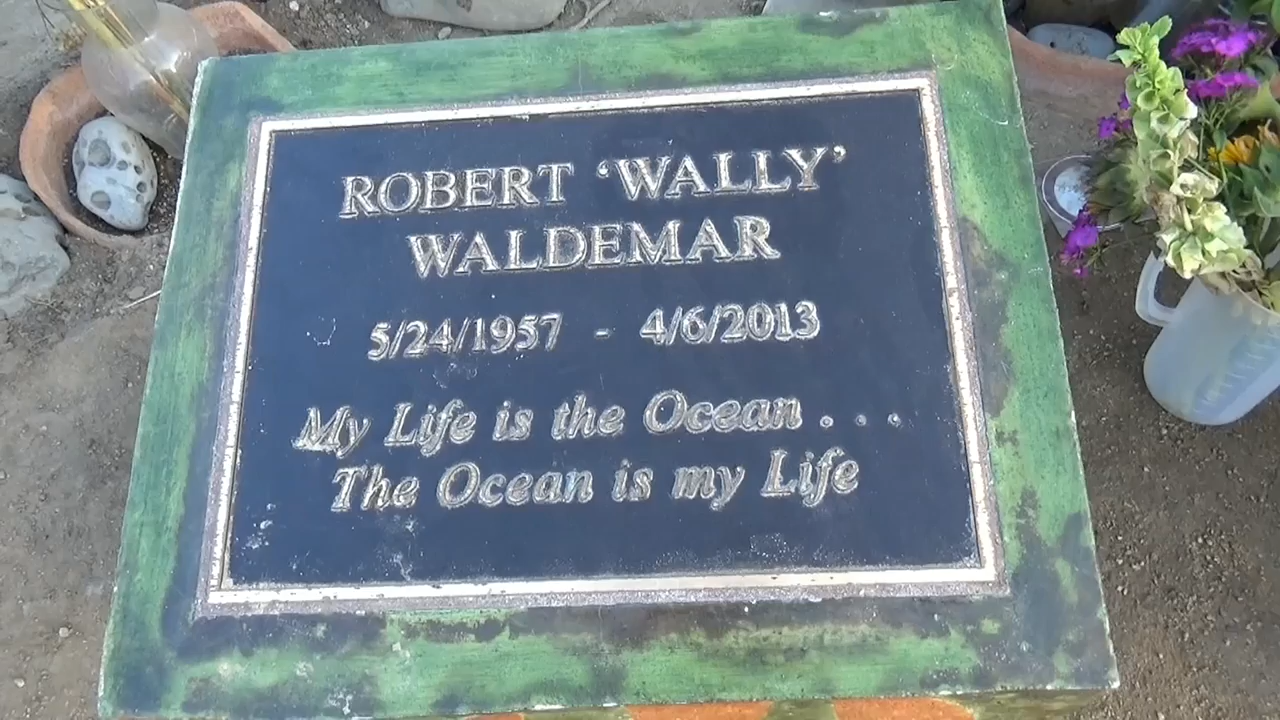 ROBERT ‘WALLY’
WALDEMAR
5/24/1957 - 4/6/2013
My Life is the Ocean . . .
The Ocean is my Life